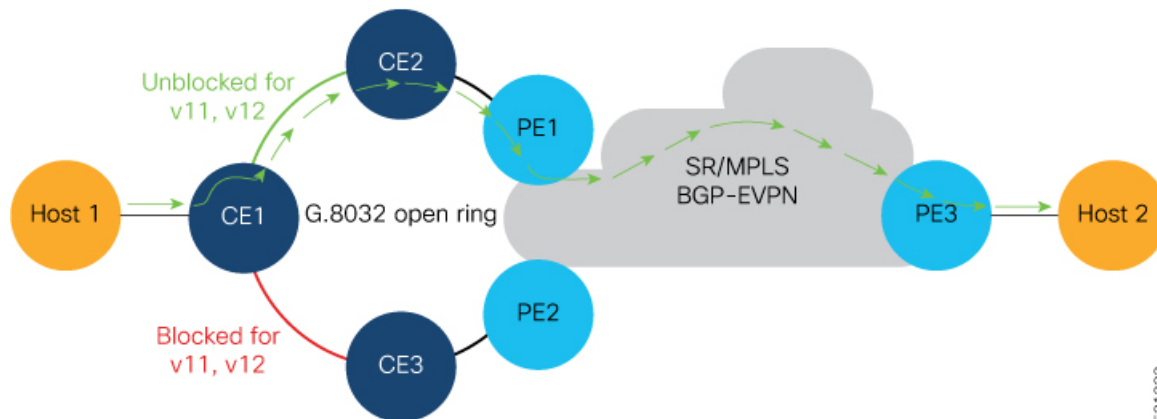 CE2
Unblocked for
v11, v12
PE1
SR/MPLS
BGP-EVPN
Host 1
CE1
G.8032 open ring
PE3
Host 2
PE2
Blocked for
v11, v12
CE3